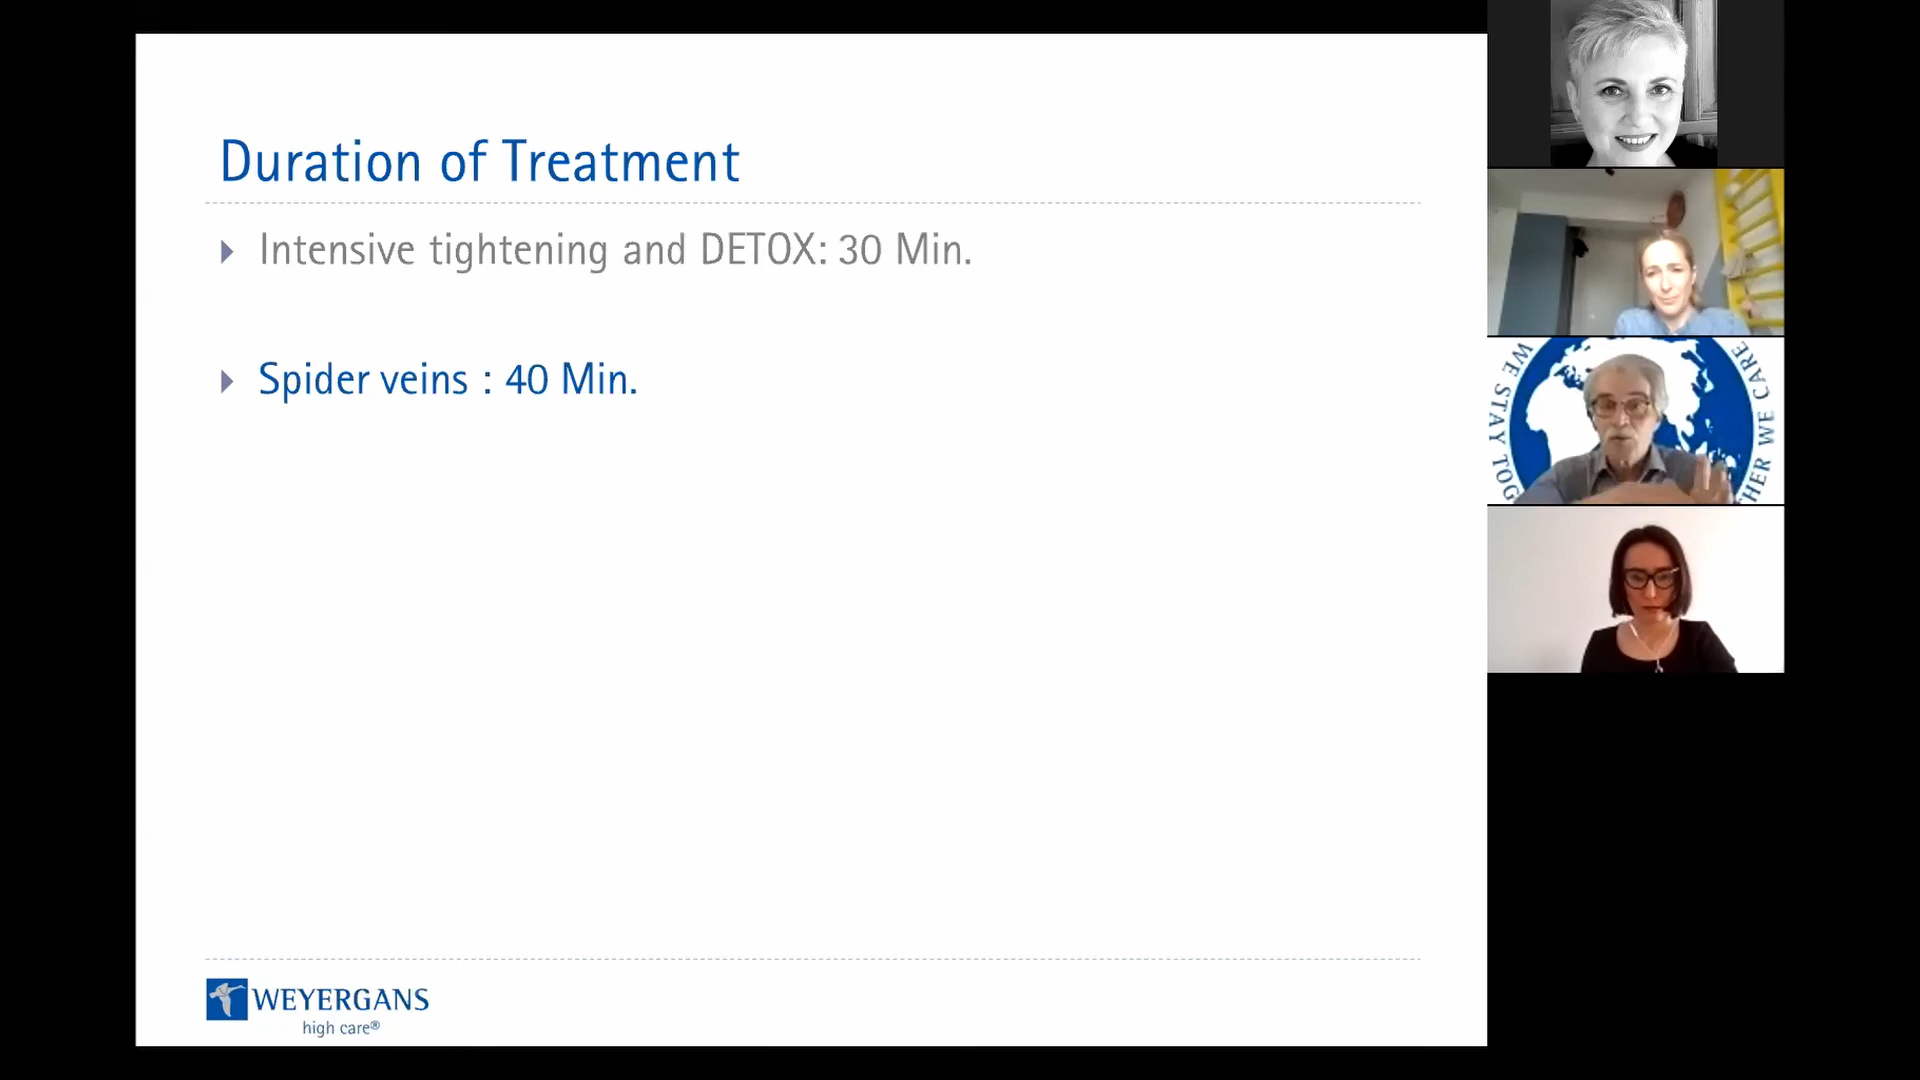 Duration of Treatment
Intensive tightening and DETOX: 30 Min.
Spider veins : 40 Min.
WEYERGANS
high care®
WE STAY TOG
HER WE CARE